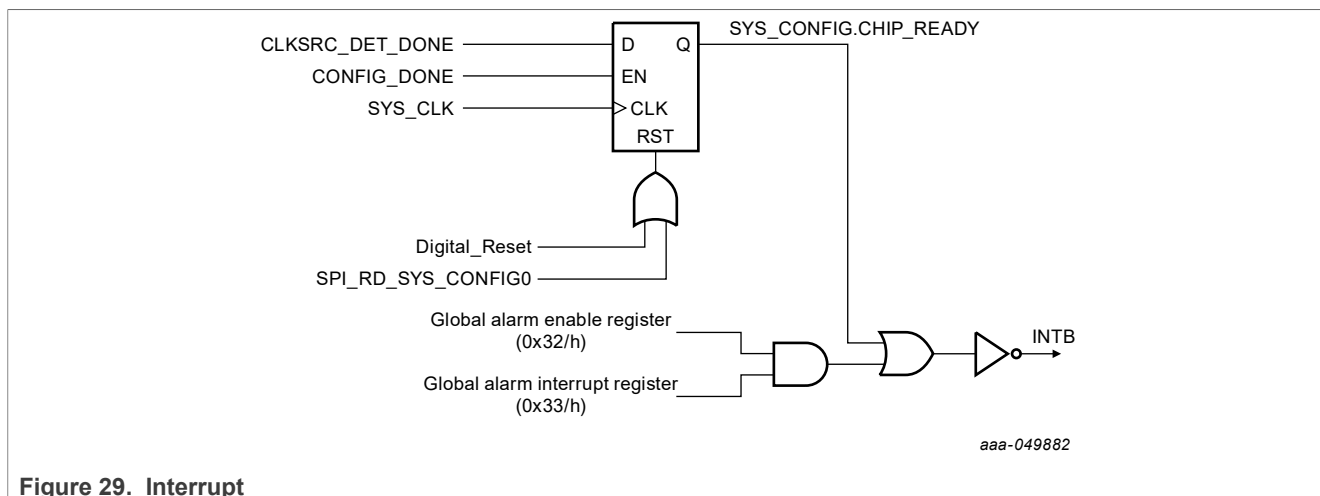 SYS_CONFIG.CHIP_READY
CLKSRC_DET_DONE
D Q
CONFIG_DONE
EN
SYS_CLK
CLK
RST
Digital_Reset
SPI_RD_SYS_CONFIG0
Global alarm enable register
(0x32/h)
INTB
Global alarm interrupt register
(0x33/h)
aaa-049882
Figure 29. Interrupt